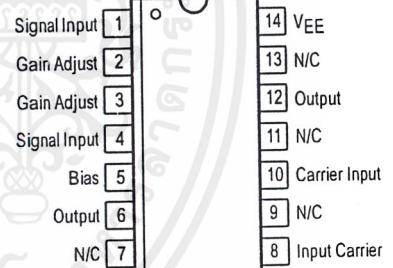 Signal Input 1
Gain Adjust 2
Gain Adjust 3
Signal Input 4
Bias 5
Output 6
N/C 7
14 VEE
13 N/C
12 Output
11 N/C
10 Carrier Input
9 N/C
8 Input Carrier